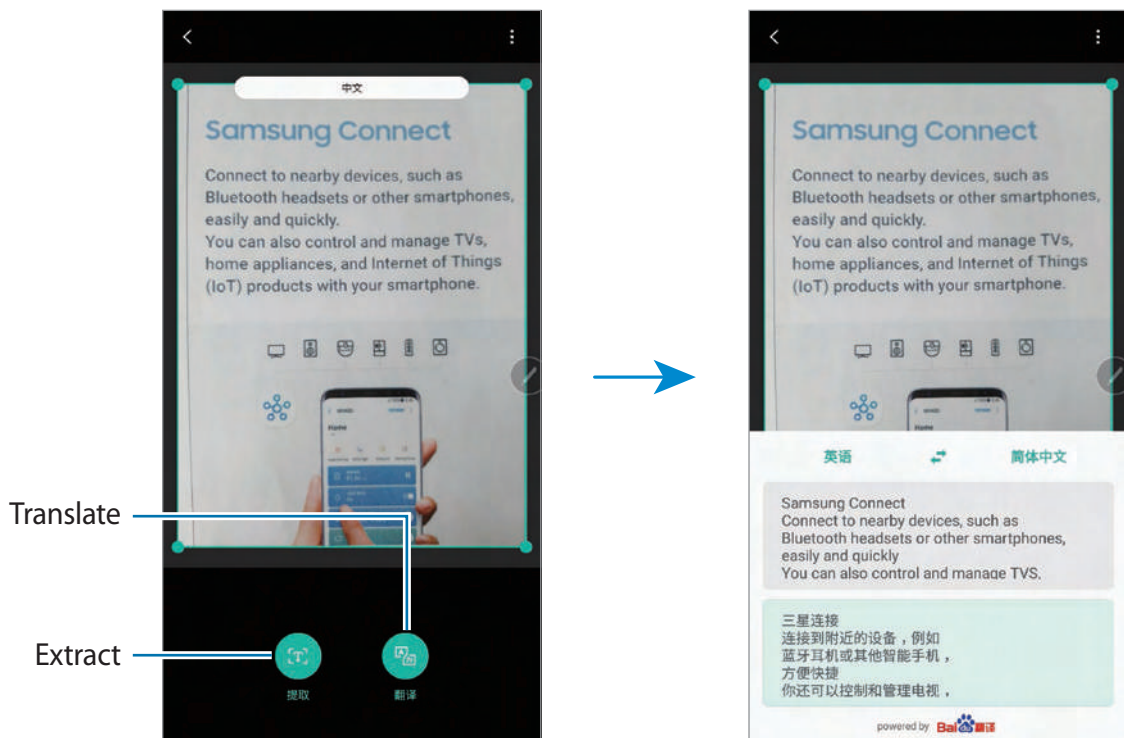 中文
Samsung Connect
Connect to nearby devices, such as
Bluetooth headsets or other smartphones,
easily and quickly.
You can also control and manage TVs,
home appliances, and Internet of Things
(IoT) products with your smartphone.
Home
Translate
Extract
提取
翻译
Samsung Connect
Connect to nearby devices, such as
Bluetooth headsets or other smartphones,
easily and quickly.
You can also control and manage TVs,
home appliances, and Internet of Things
(IoT) products with your smartphone.
Home
英语
简体中文
Samsung Connect
Connect to nearby devices, such as
Bluetooth headsets or other smartphones,
easily and quickly
You can also control and manage TVS.
三星连接
连接到附近的设备，例如
蓝牙耳机或其他智能手机，
方便快捷
你还可以控制和管理电视，
powered by Bai du 翻译